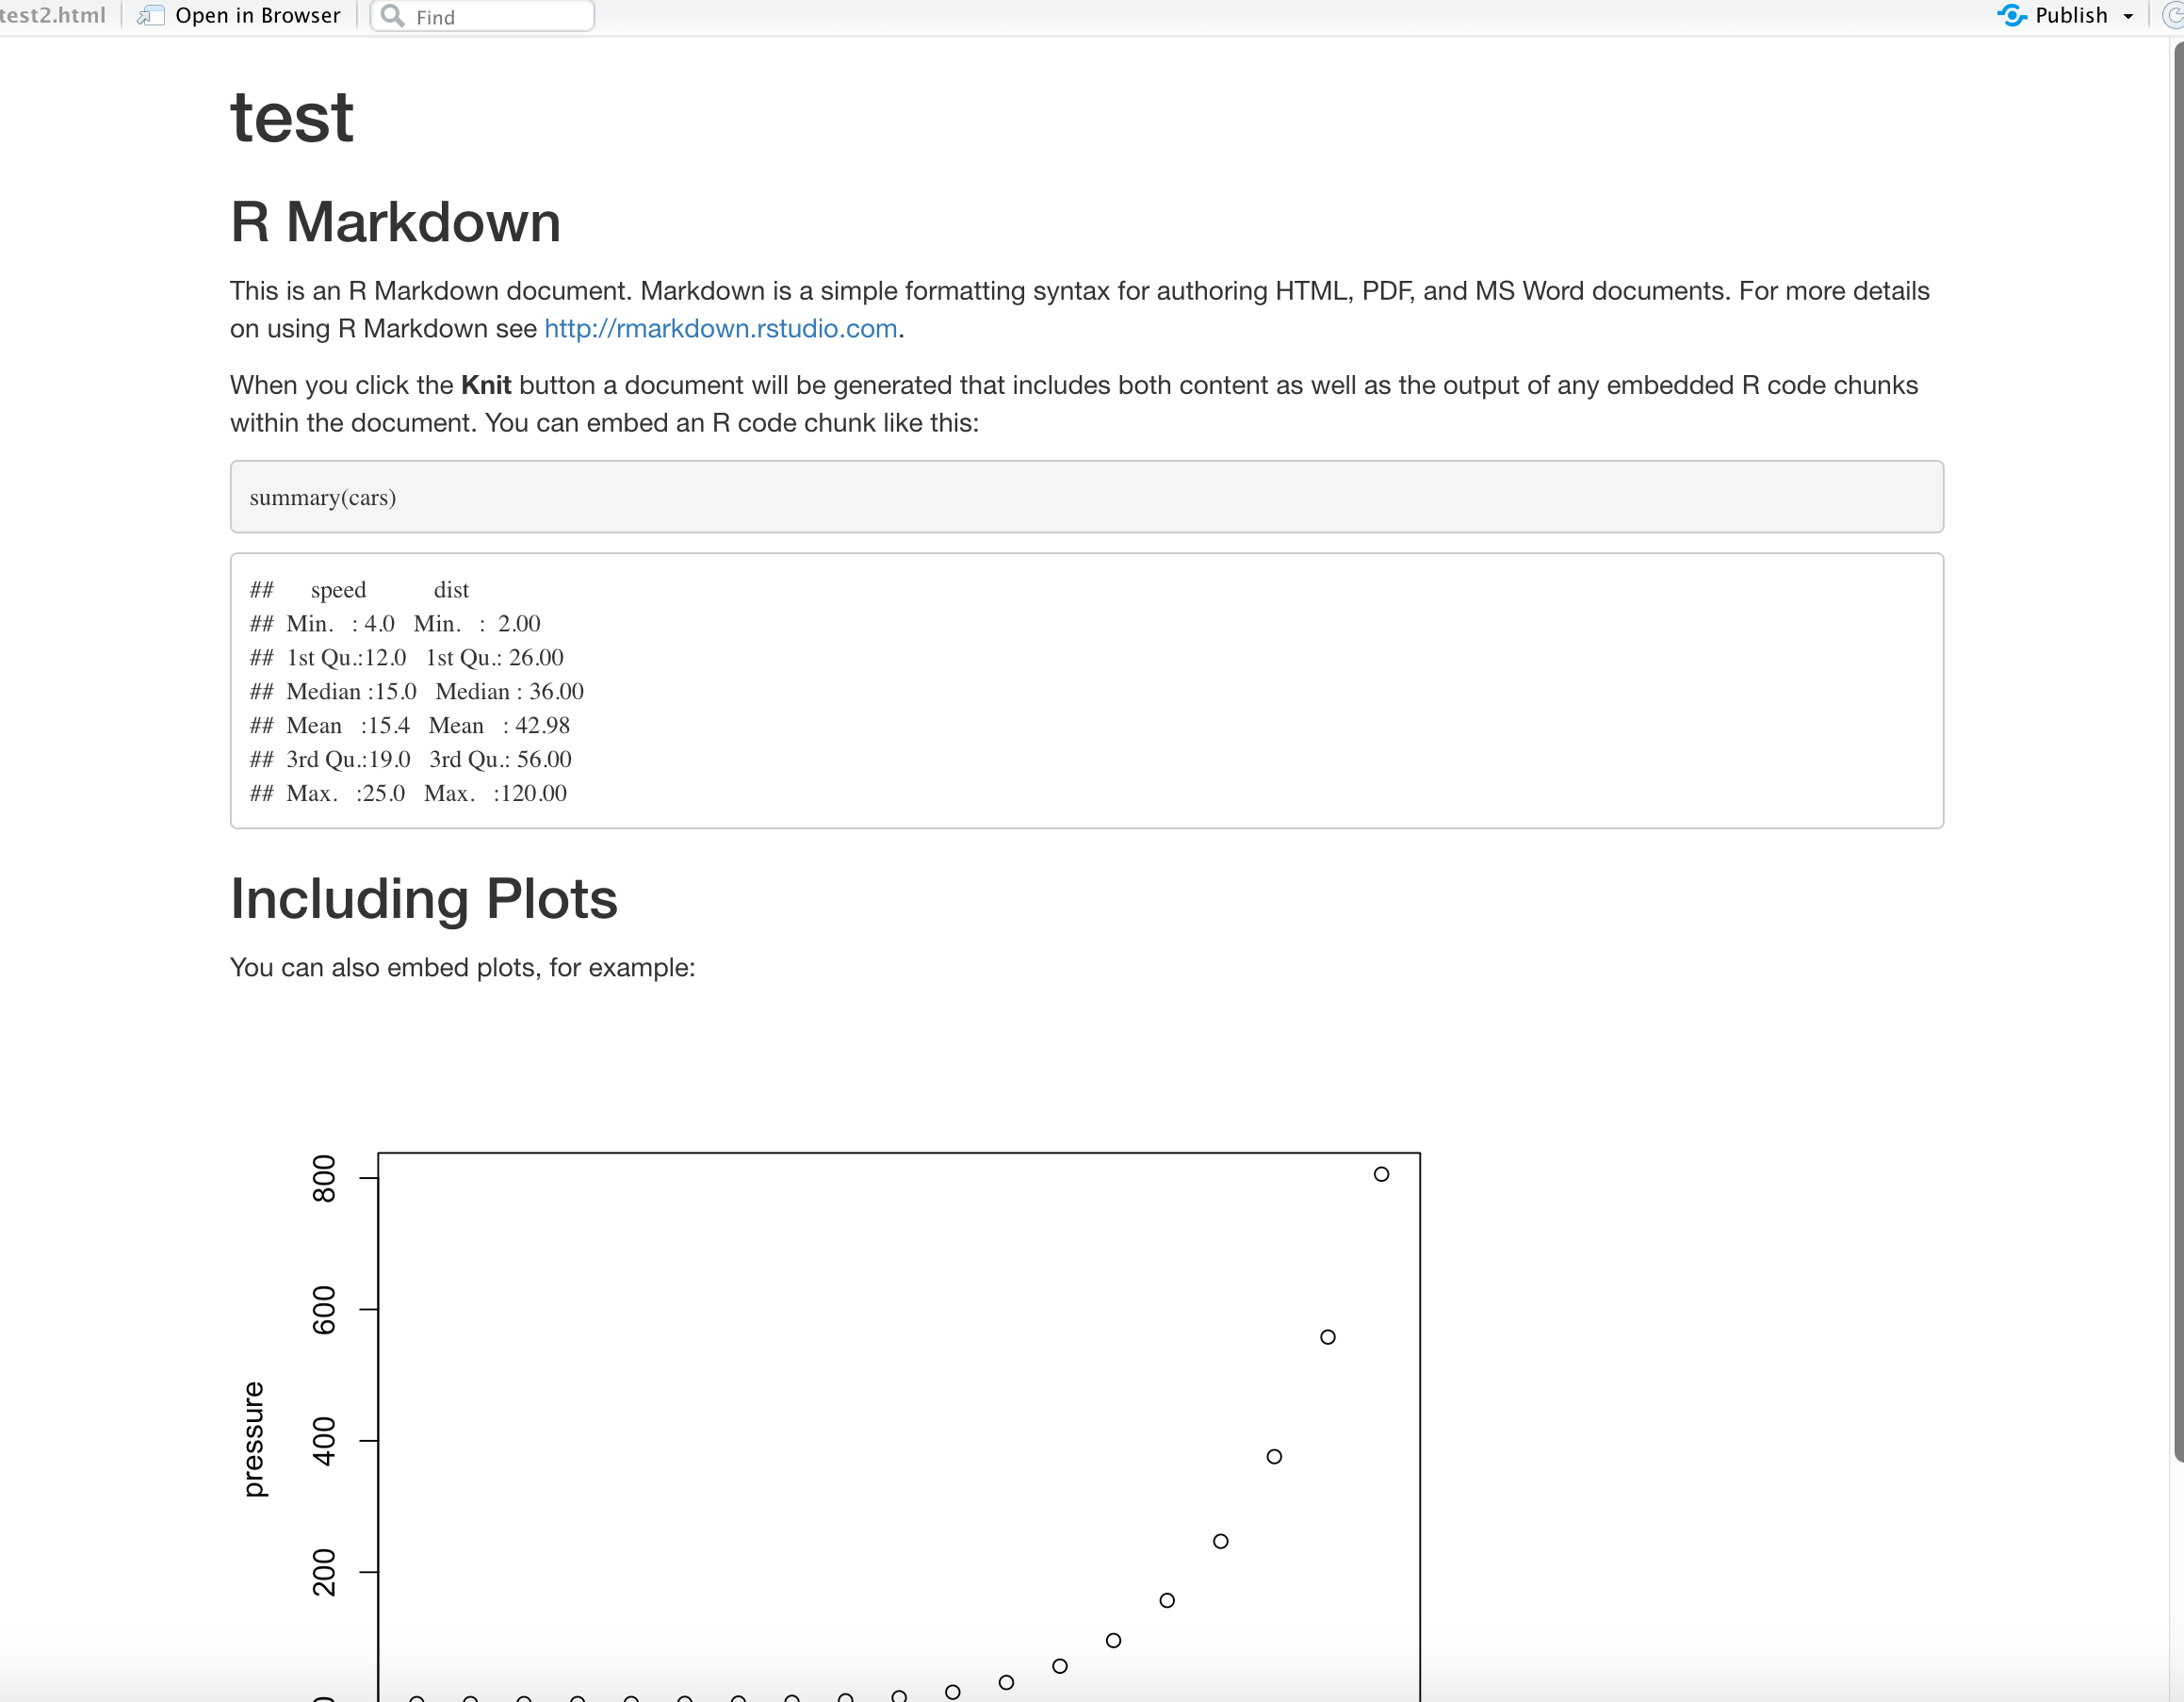 test2.html Open in Browser Find Publish
test
R Markdown
This is an R Markdown document. Markdown is a simple formatting syntax for authoring HTML, PDF, and MS Word documents. For more details
on using R Markdown see http://rmarkdown.rstudio.com.
When you click the Knit button a document will be generated that includes both content as well as the output of any embedded R code chunks
within the document. You can embed an R code chunk like this:
summary(cars)
##      speed           dist
##  Min.   : 4.0   Min.   :  2.00
##  1st Qu.:12.0   1st Qu.: 26.00
##  Median :15.0   Median : 36.00
##  Mean   :15.4   Mean   : 42.98
##  3rd Qu.:19.0   3rd Qu.: 56.00
##  Max.   :25.0   Max.   :120.00
Including Plots
You can also embed plots, for example:
800
600
400
200
0
pressure